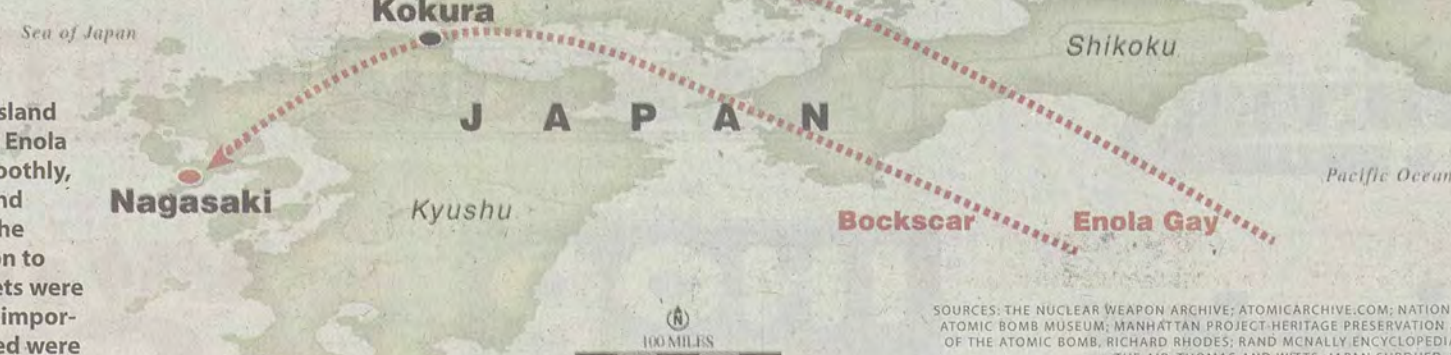 Kokura
Sea of Japan
Shikoku
JAPAN
Pacific Ocean
Nagasaki
Kyushu
Bockscar
Enola Gay
N
100 MILES
sland
Enola
oothly,
nd
he
on to
ets were
impor-
ed were
SOURCES: THE NUCLEAR WEAPON ARCHIVE; ATOMICARCHIVE.COM; NATION
ATOMIC BOMB MUSEUM; MANHATTAN PROJECT HERITAGE PRESERVATION
OF THE ATOMIC BOMB, RICHARD RHODES; RAND MCNALLY ENCYCLOPEDI